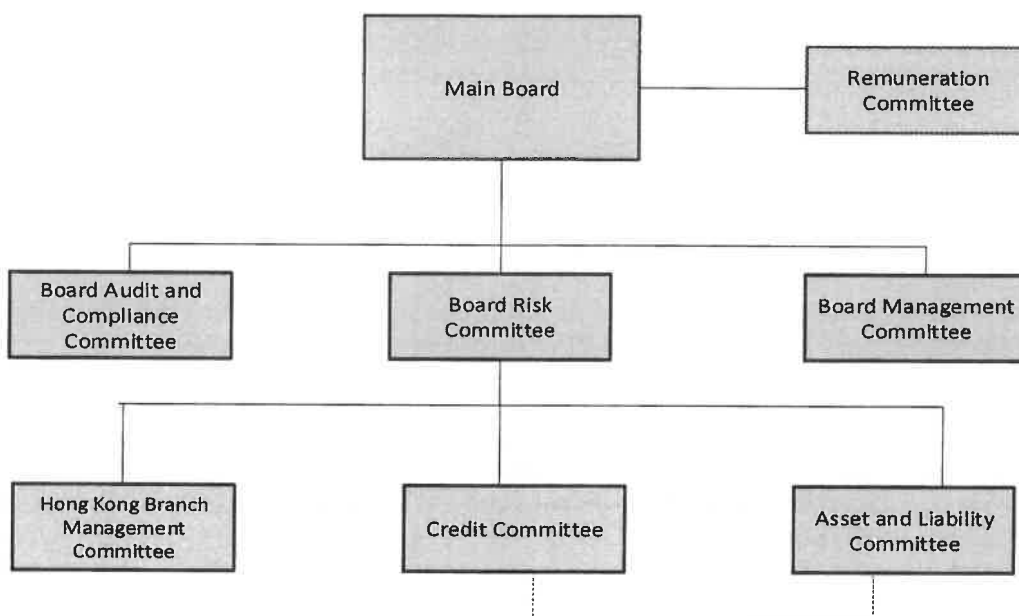 Main Board
Remuneration
Committee
Board Audit and
Compliance
Committee
Board Risk
Committee
Board Management
Committee
Hong Kong Branch
Management
Committee
Credit Committee
Asset and Liability
Committee